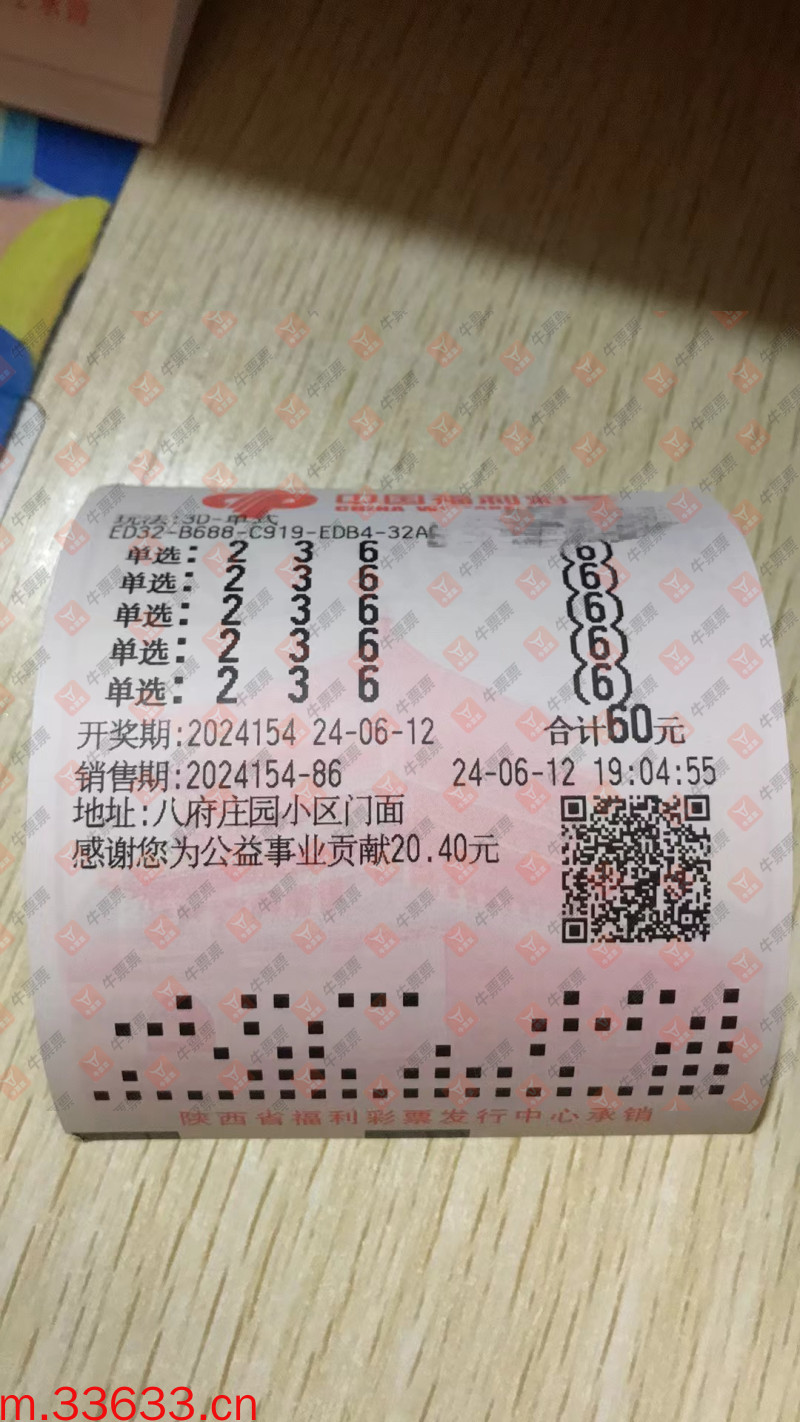 中国福利彩票
玩法:3D-单式
ED32-B688-C919-EDB4-32A
单选: 2 3 6 (6)
单选: 2 3 6 (6)
单选: 2 3 6 (6)
单选: 2 3 6 (6)
单选: 2 3 6 (6)
开奖期:2024154 24-06-12 合计60元
销售期:2024154-86 24-06-12 19:04:55
地址:八府庄园小区门面
感谢您为公益事业贡献20.40元
陕西省福利彩票发行中心承销
牛票票
m.33633.cn